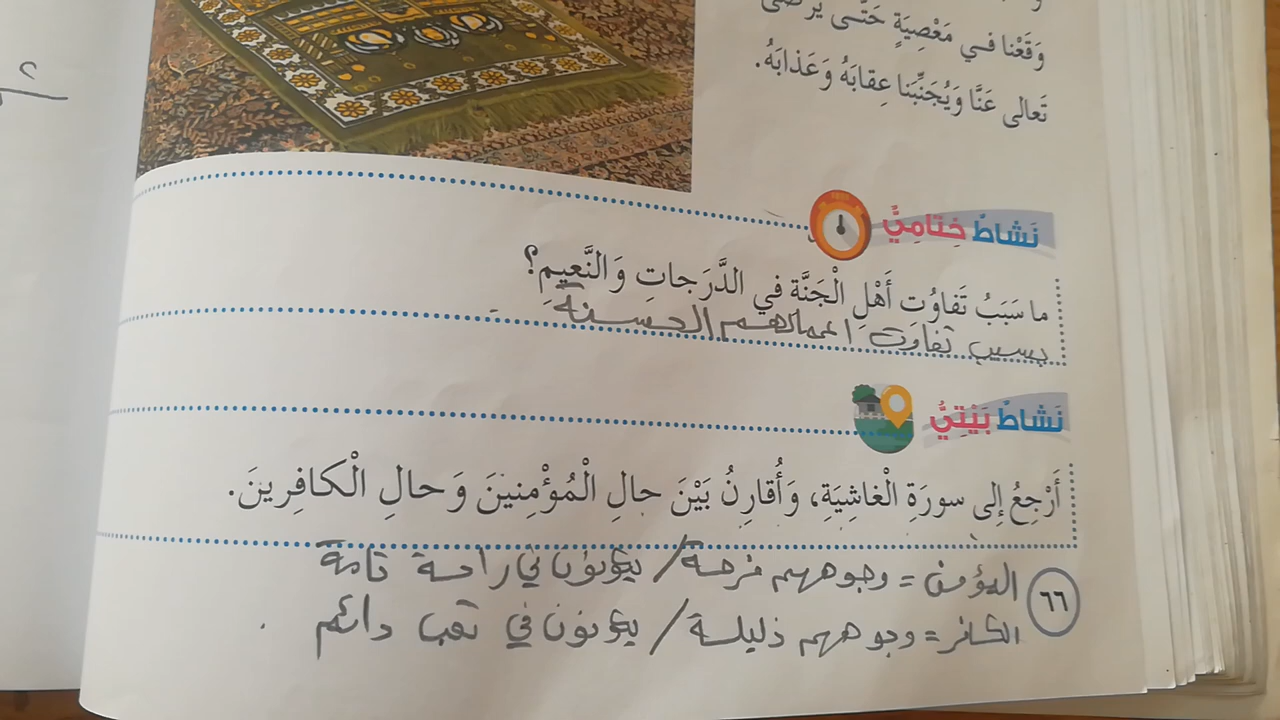 وَقَعْنا في مَعْصِيَةٍ حَتَّى يَرْضى
تَعالى عَنَّا وَيُجَنِّبَنا عِقابَهُ وَعَذابَهُ.
نَشاطٌ خِتامِيٌّ
ما سَبَبُ تَفاوُتِ أَهْلِ الْجَنَّةِ في الدَّرَجاتِ وَالنَّعيمِ؟
بسبب تفاوت اعمالهم الحسنة
نَشاطٌ بَيْتِيٌّ
أَرْجِعُ إِلى سورَةِ الْغاشِيَةِ، وَأُقارِنُ بَيْنَ حالِ الْمُؤْمِنينَ وَحالِ الْكافِرينَ.
المؤمن = وجوههم فرحة / يكونون في راحة تامة
٦٦
الكافر = وجوههم ذليلة / يكونون في تعب دائم